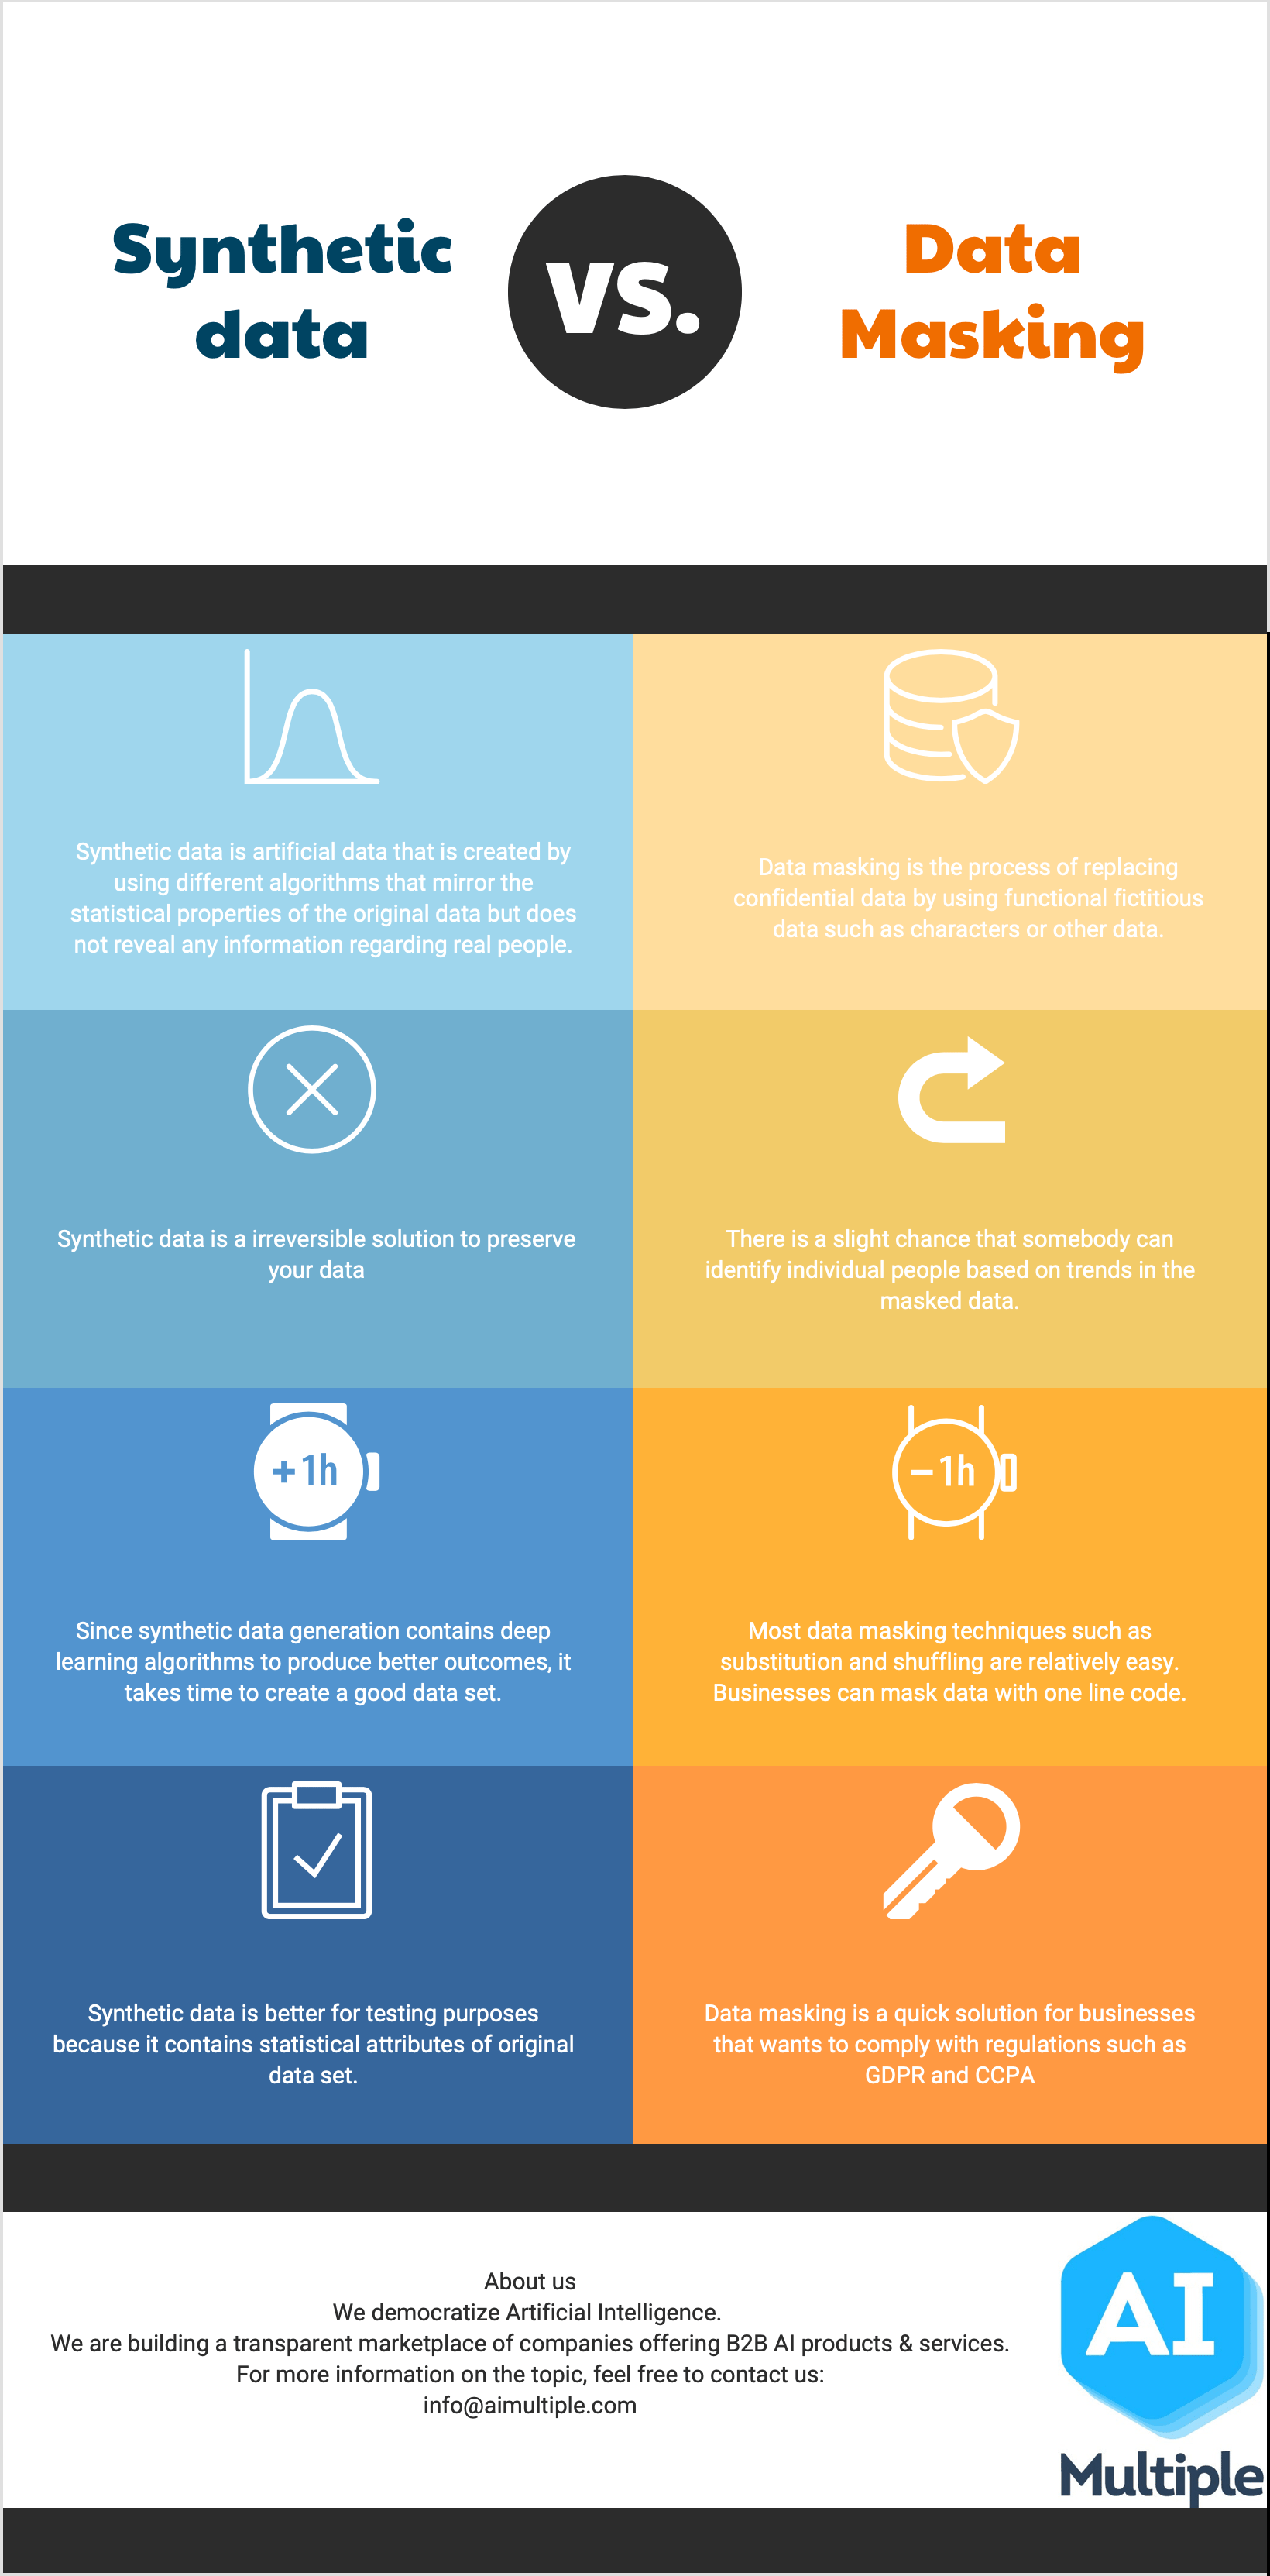 Synthetic
data
VS.
Data
Masking
Synthetic data is artificial data that is created by
using different algorithms that mirror the
statistical properties of the original data but does
not reveal any information regarding real people.
Data masking is the process of replacing
confidential data by using functional fictitious
data such as characters or other data.
Synthetic data is a irreversible solution to preserve
your data
There is a slight chance that somebody can
identify individual people based on trends in the
masked data.
+1h
Since synthetic data generation contains deep
learning algorithms to produce better outcomes, it
takes time to create a good data set.
−1h
Most data masking techniques such as
substitution and shuffling are relatively easy.
Businesses can mask data with one line code.
Synthetic data is better for testing purposes
because it contains statistical attributes of original
data set.
Data masking is a quick solution for businesses
that wants to comply with regulations such as
GDPR and CCPA
About us
We democratize Artificial Intelligence.
We are building a transparent marketplace of companies offering B2B AI products & services.
For more information on the topic, feel free to contact us:
info@aimultiple.com
AI
Multiple